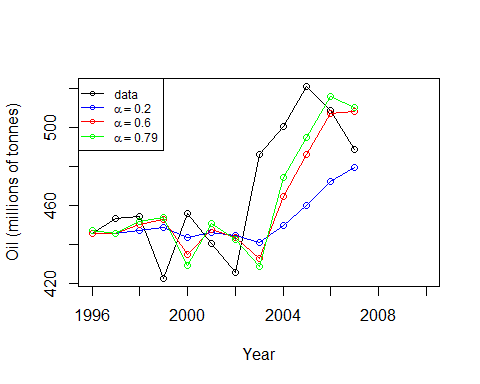 data
α = 0.2
α = 0.6
α = 0.79
Oil (millions of tonnes)
500
460
420
1996 2000 2004 2008
Year